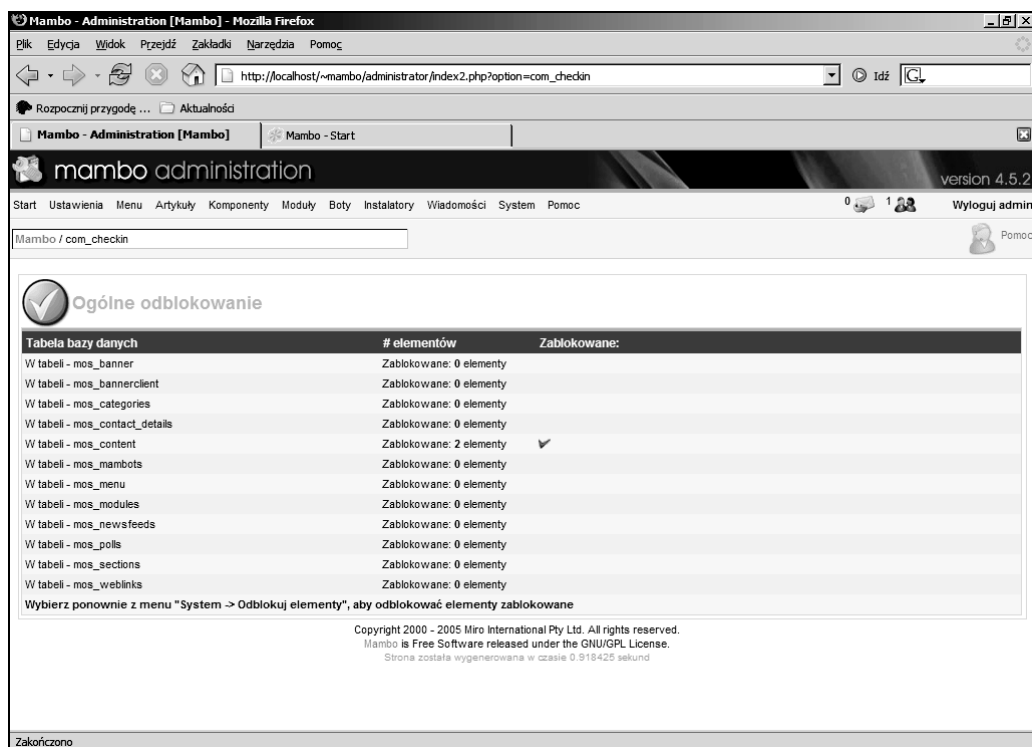 Mambo - Administration [Mambo] - Mozilla Firefox
Plik Edycja Widok Przejdź Zakładki Narzędzia Pomoc
http://localhost/~mambo/administrator/index2.php?option=com_checkin Idź G
Rozpocznij przygodę ... Aktualności
Mambo - Administration [Mambo] Mambo - Start
mambo administration
version 4.5.2
Start Ustawienia Menu Artykuły Komponenty Moduły Boty Instalatory Wiadomości System Pomoc 0 1 Wyloguj admin
Mambo / com_checkin Pomoc
Ogólne odblokowanie
Tabela bazy danych # elementów Zablokowane:
W tabeli - mos_banner Zablokowane: 0 elementy
W tabeli - mos_bannerclient Zablokowane: 0 elementy
W tabeli - mos_categories Zablokowane: 0 elementy
W tabeli - mos_contact_details Zablokowane: 0 elementy
W tabeli - mos_content Zablokowane: 2 elementy
W tabeli - mos_mambots Zablokowane: 0 elementy
W tabeli - mos_menu Zablokowane: 0 elementy
W tabeli - mos_modules Zablokowane: 0 elementy
W tabeli - mos_newsfeeds Zablokowane: 0 elementy
W tabeli - mos_polls Zablokowane: 0 elementy
W tabeli - mos_sections Zablokowane: 0 elementy
W tabeli - mos_weblinks Zablokowane: 0 elementy
Wybierz ponownie z menu "System -> Odblokuj elementy", aby odblokować elementy zablokowane
Copyright 2000 - 2005 Miro International Pty Ltd. All rights reserved.
Mambo is Free Software released under the GNU/GPL License.
Strona została wygenerowana w czasie 0.918425 sekund
Zakończono